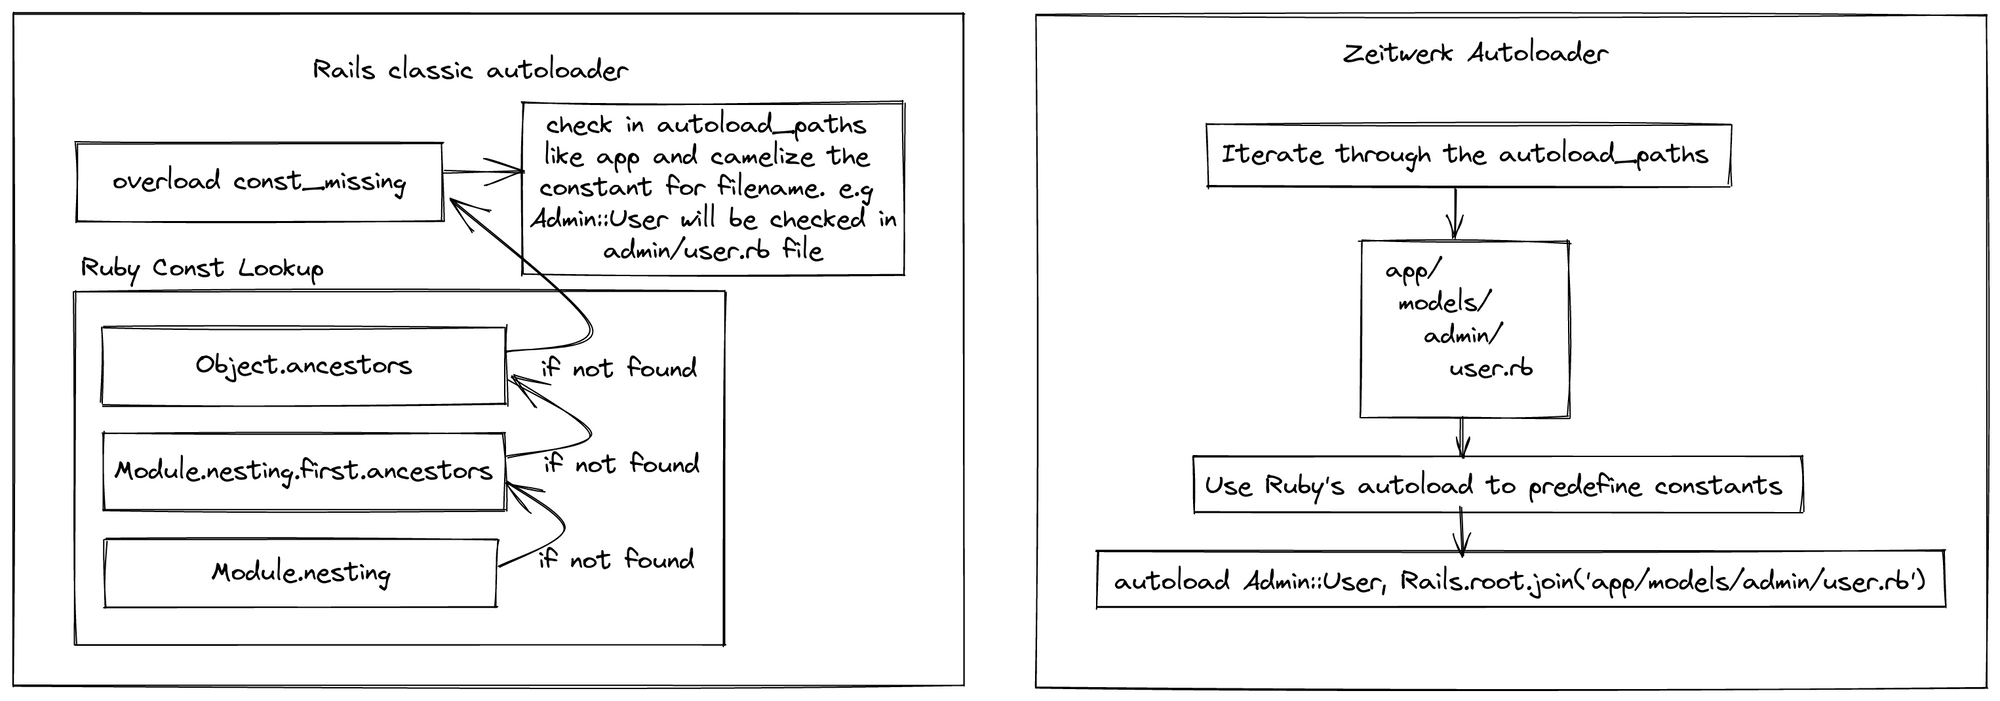 Rails classic autoloader
overload const_missing
check in autoload_paths
like app and camelize the
constant for filename. e.g
Admin::User will be checked in
admin/user.rb file
Ruby Const Lookup
Object.ancestors
if not found
Module.nesting.first.ancestors
if not found
Module.nesting
if not found
Zeitwerk Autoloader
Iterate through the autoload_paths
app/
models/
admin/
user.rb
Use Ruby's autoload to predefine constants
autoload Admin::User, Rails.root.join('app/models/admin/user.rb')